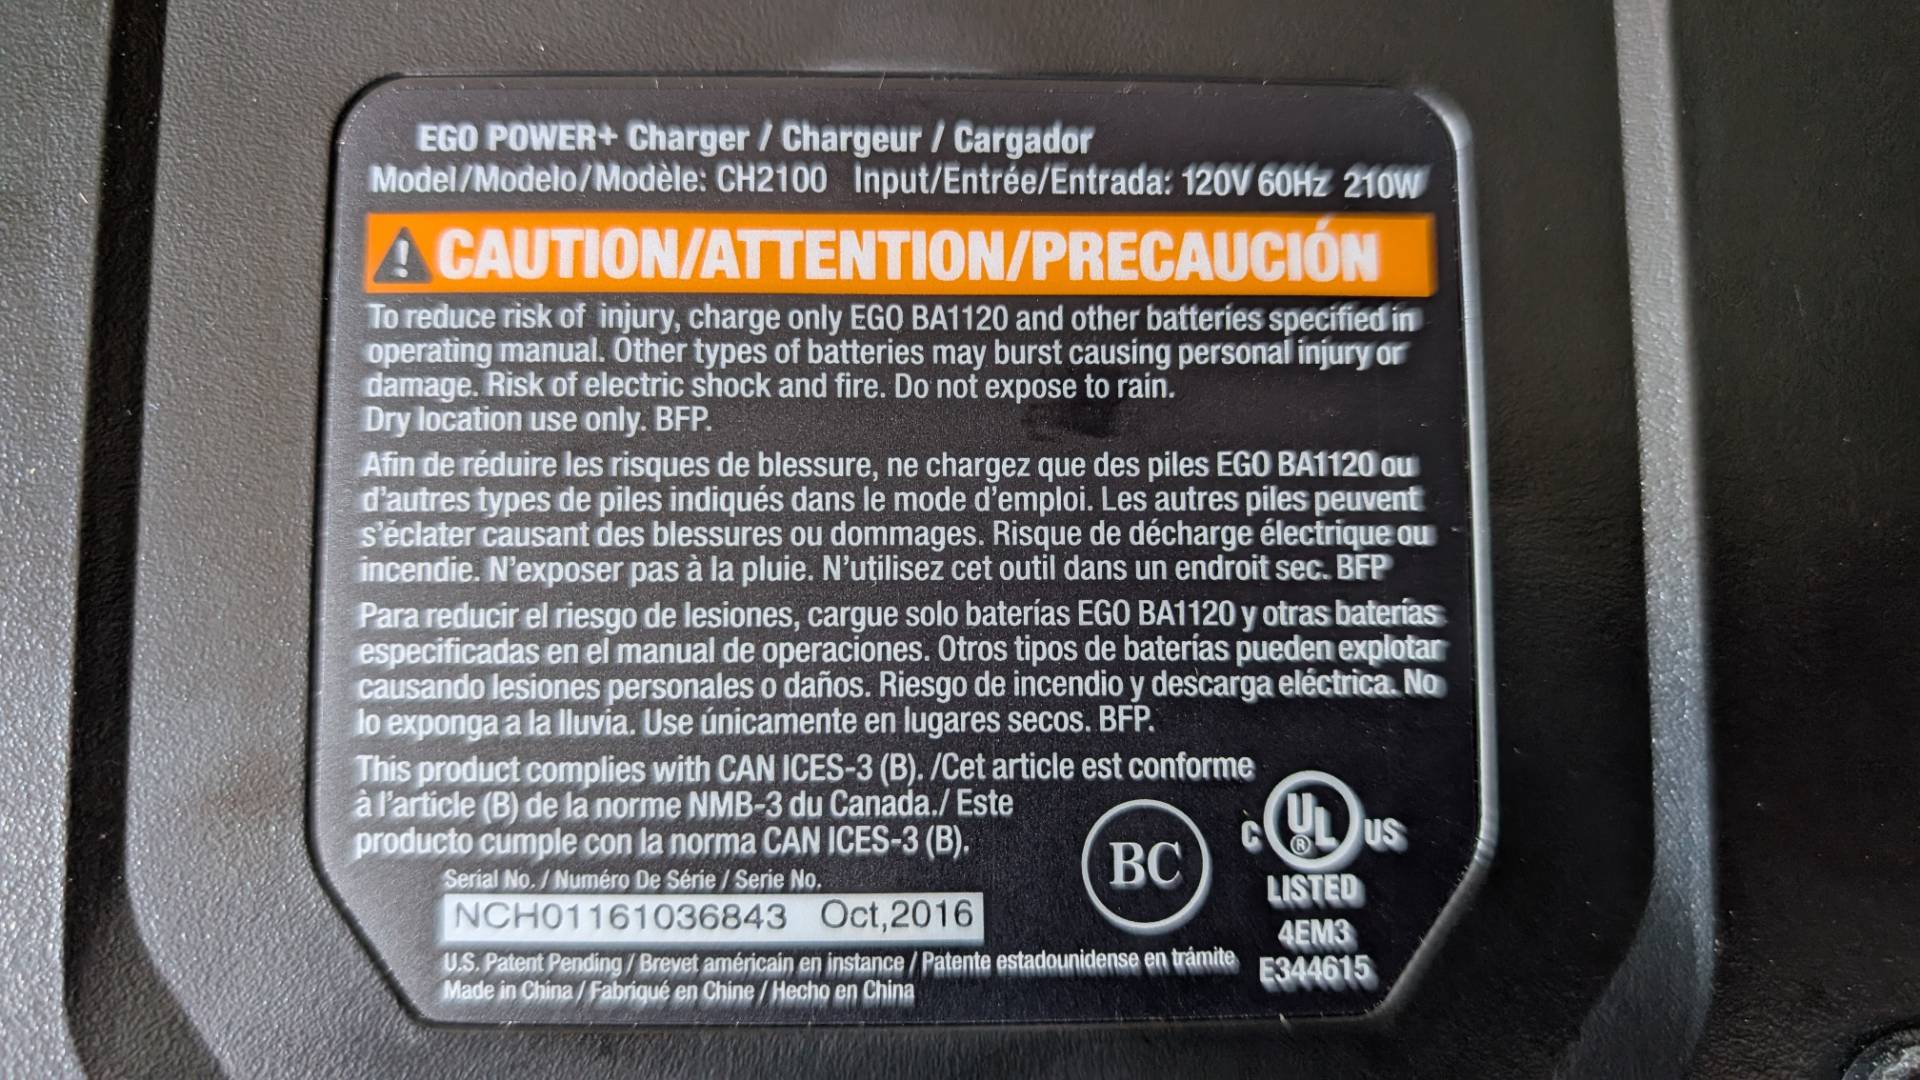 EGO POWER+ Charger / Chargeur / Cargador
Model/Modelo/Modèle: CH2100 Input/Entrée/Entrada: 120V 60Hz 210W
CAUTION/ATTENTION/PRECAUCIÓN
To reduce risk of injury, charge only EGO BA1120 and other batteries specified in
operating manual. Other types of batteries may burst causing personal injury or
damage. Risk of electric shock and fire. Do not expose to rain.
Dry location use only. BFP.
Afin de réduire les risques de blessure, ne chargez que des piles EGO BA1120 ou
d'autres types de piles indiqués dans le mode d'emploi. Les autres piles peuvent
s'éclater causant des blessures ou dommages. Risque de décharge électrique ou
incendie. N'exposer pas à la pluie. N'utilisez cet outil dans un endroit sec. BFP
Para reducir el riesgo de lesiones, cargue solo baterías EGO BA1120 y otras baterías
especificadas en el manual de operaciones. Otros tipos de baterías pueden explotar
causando lesiones personales o daños. Riesgo de incendio y descarga eléctrica. No
lo exponga a la lluvia. Use únicamente en lugares secos. BFP.
This product complies with CAN ICES-3 (B). /Cet article est conforme
à l'article (B) de la norme NMB-3 du Canada./ Este
producto cumple con la norma CAN ICES-3 (B).
BC
C UL ® US
LISTED
4EM3
E344615
Serial No. / Numéro De Série / Serie No.
NCH01161036843 Oct,2016
U.S. Patent Pending / Brevet américain en instance / Patente estadounidense en trámite
Made in China / Fabriqué en Chine / Hecho en China